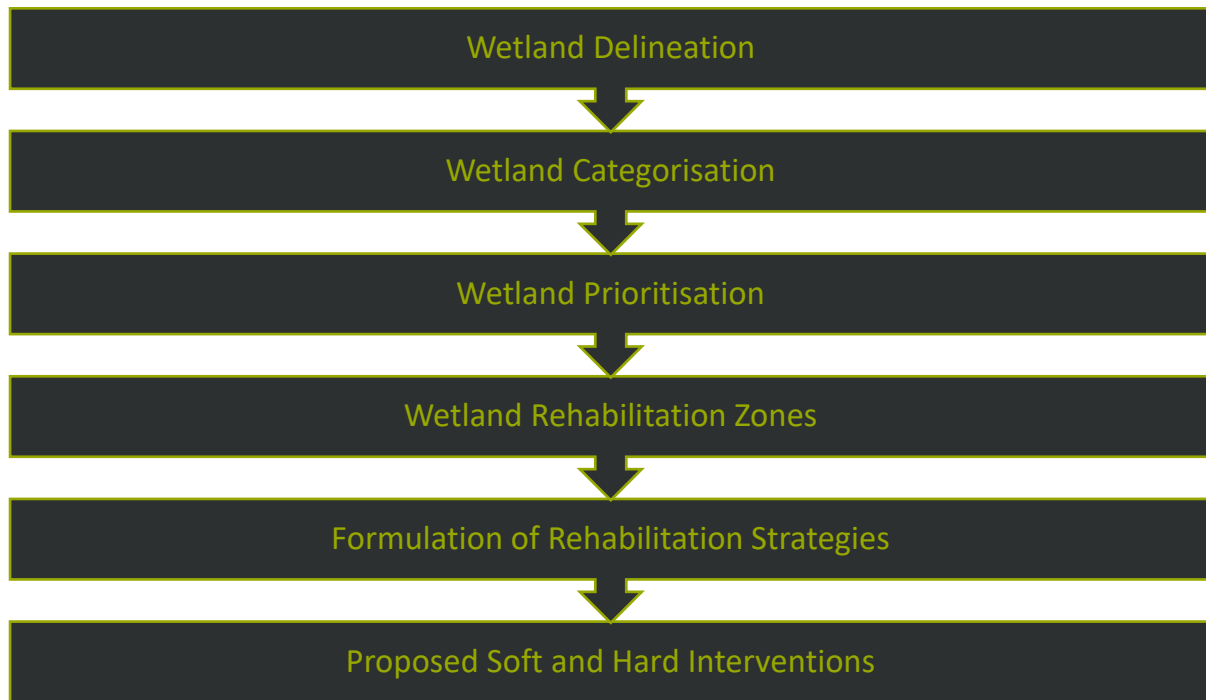 Wetland Delineation
Wetland Categorisation
Wetland Prioritisation
Wetland Rehabilitation Zones
Formulation of Rehabilitation Strategies
Proposed Soft and Hard Interventions